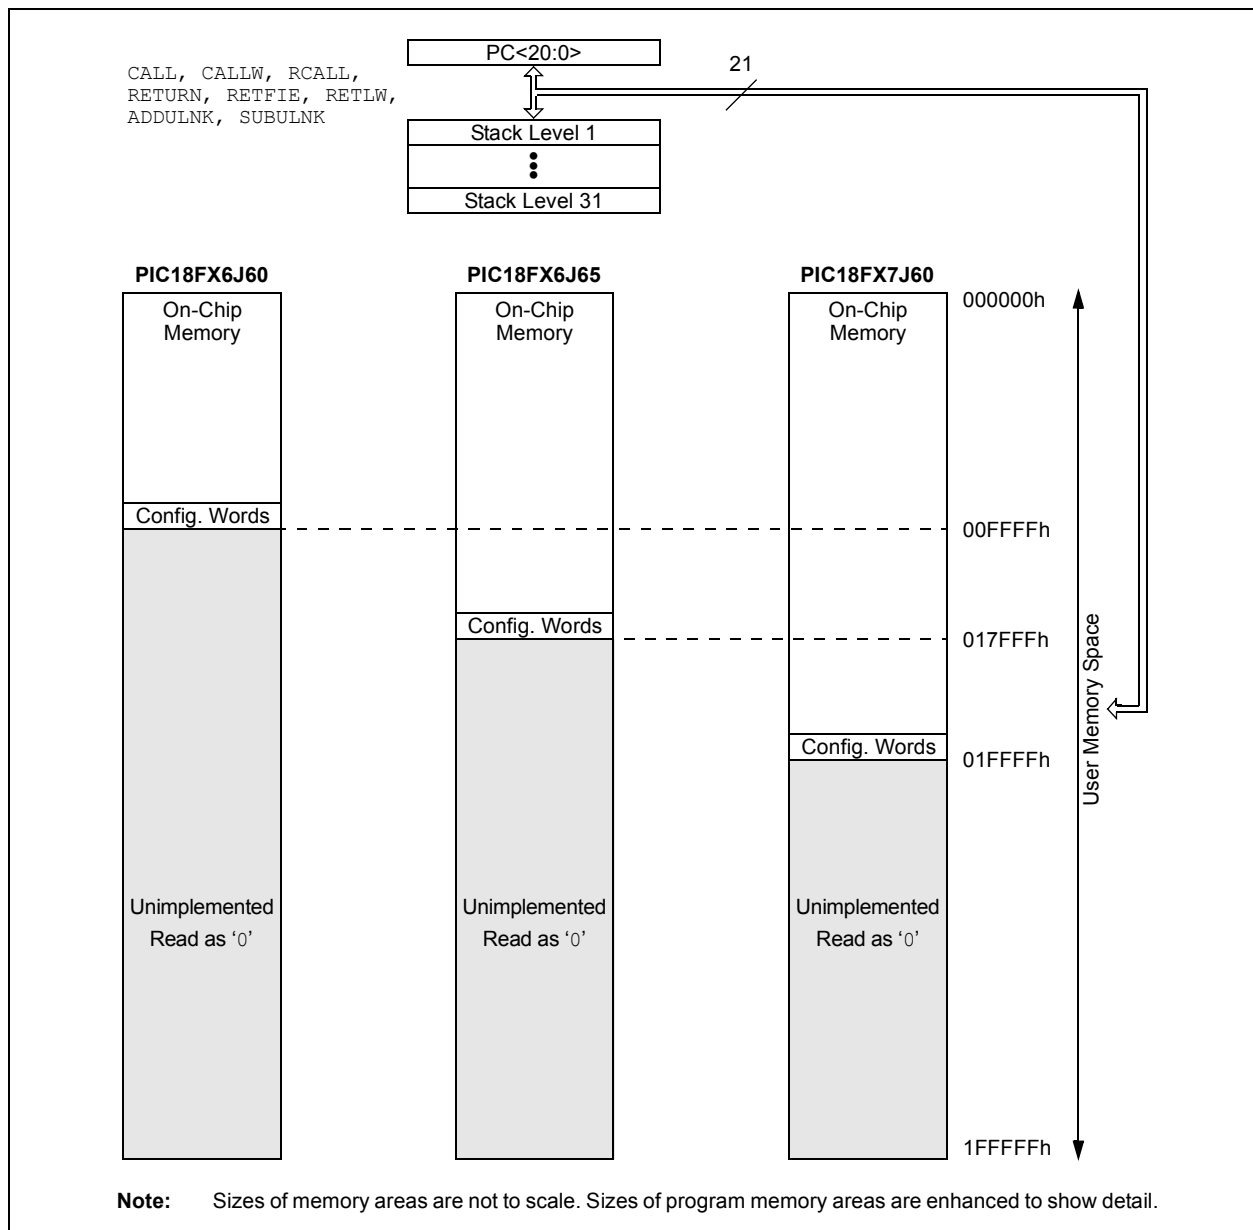 PC<20:0>
21
CALL, CALLW, RCALL,
RETURN, RETFIE, RETLW,
ADDULNK, SUBULNK
Stack Level 1
Stack Level 31
PIC18FX6J60
PIC18FX6J65
PIC18FX7J60
On-Chip
Memory
On-Chip
Memory
On-Chip
Memory
000000h
Config. Words
00FFFFh
Config. Words
017FFFh
Config. Words
01FFFFh
User Memory Space
Unimplemented
Read as ‘0’
Unimplemented
Read as ‘0’
Unimplemented
Read as ‘0’
1FFFFFh
Note: Sizes of memory areas are not to scale. Sizes of program memory areas are enhanced to show detail.